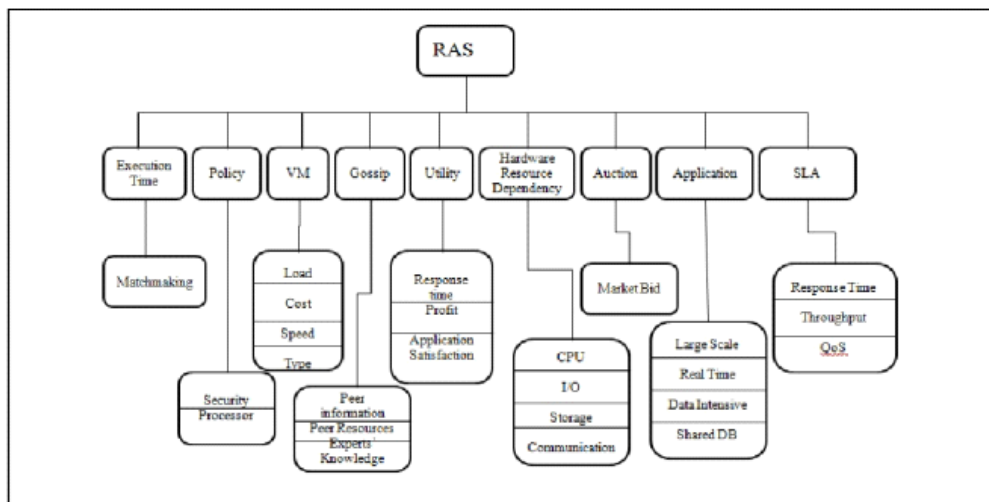 RAS
Execution
Time
Policy
VM
Gossip
Utility
Hardware
Resource
Dependency
Auction
Application
SLA
Matchmaking
Load
Cost
Speed
Type
Response
time
Profit
Application
Satisfaction
Market Bid
Response Time
Throughput
QoS
Security
Processor
Peer
information
Peer Resources
Experts'
Knowledge
CPU
I/O
Storage
Communication
Large Scale
Real Time
Data Intensive
Shared DB